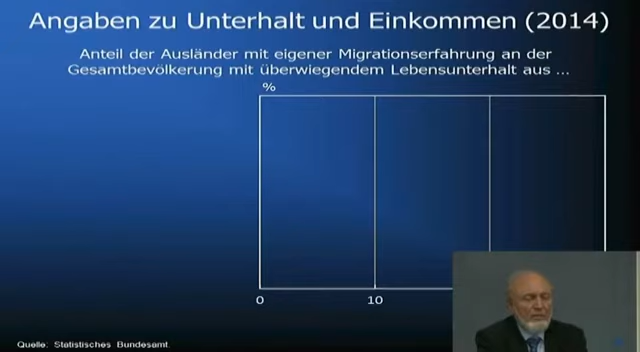 Angaben zu Unterhalt und Einkommen (2014)
Anteil der Ausländer mit eigener Migrationserfahrung an der
Gesamtbevölkerung mit überwiegendem Lebensunterhalt aus ...
%
0
10
Quelle: Statistisches Bundesamt.